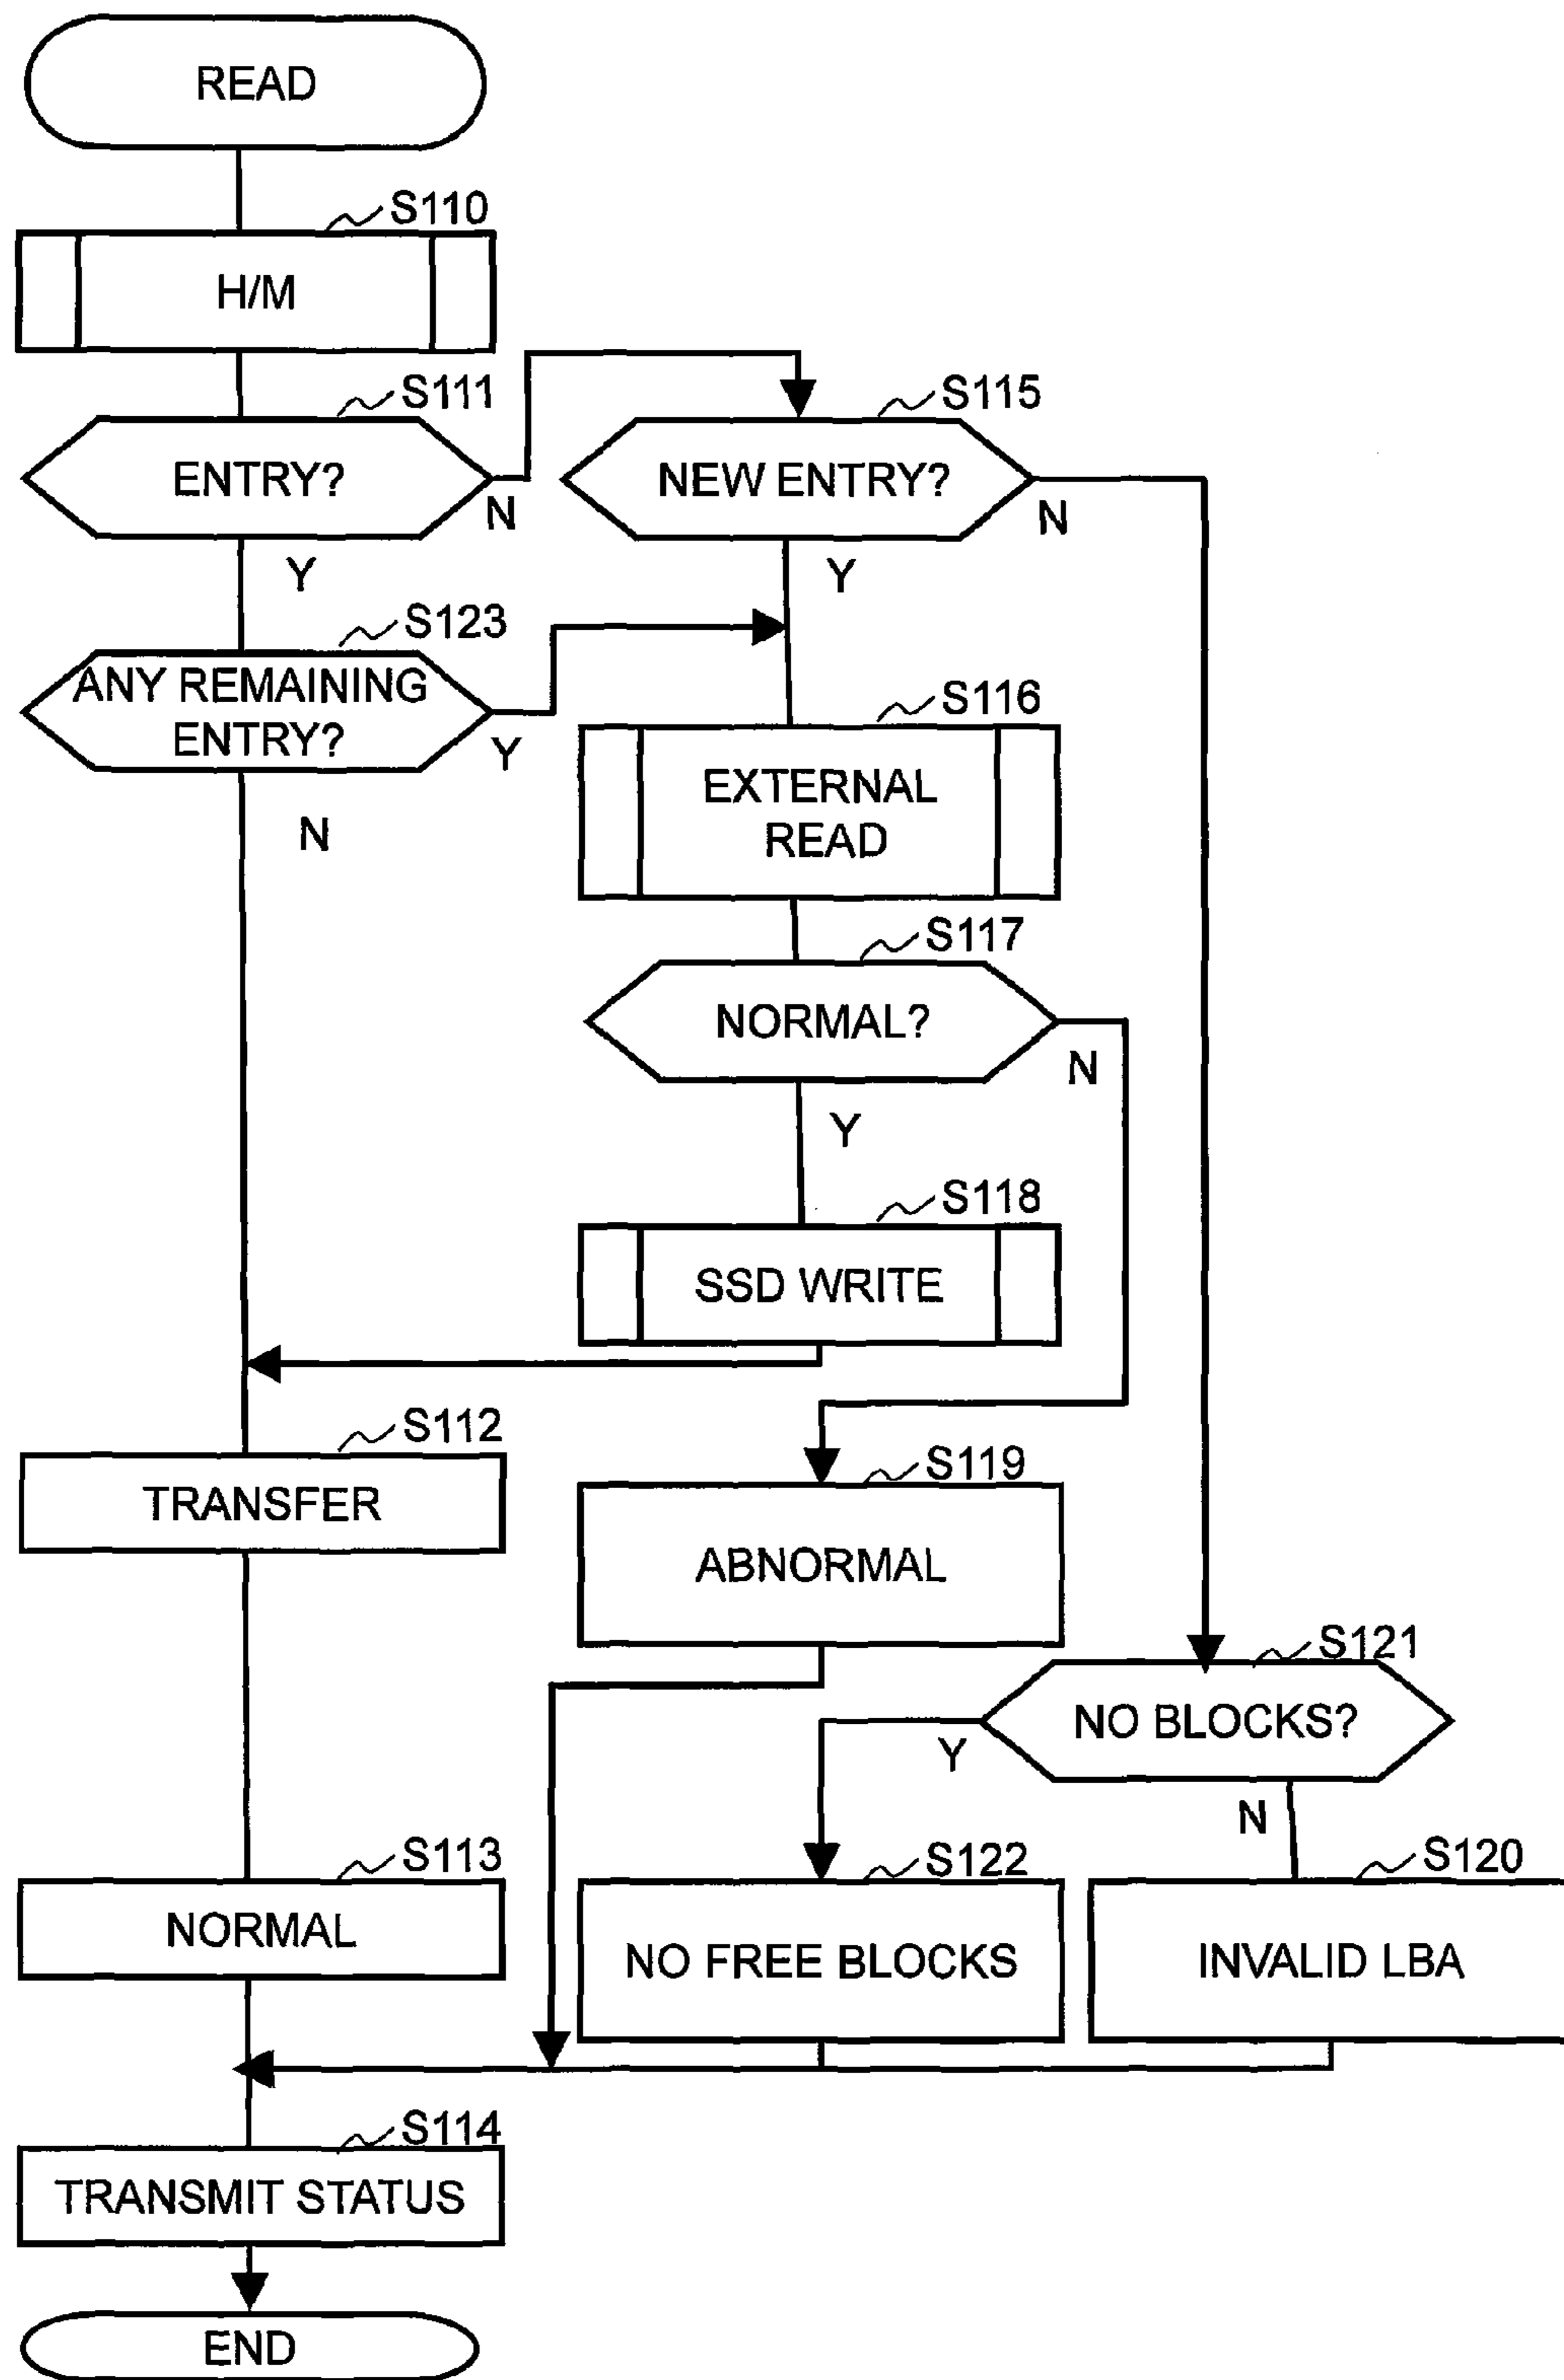 READ
S110
H/M
S111
ENTRY?
N
Y
S115
NEW ENTRY?
N
Y
S123
ANY REMAINING
ENTRY?
Y
N
S116
EXTERNAL
READ
S117
NORMAL?
N
Y
S118
SSD WRITE
S112
TRANSFER
S119
ABNORMAL
S121
NO BLOCKS?
Y
N
S113
NORMAL
S122
NO FREE BLOCKS
S120
INVALID LBA
S114
TRANSMIT STATUS
END